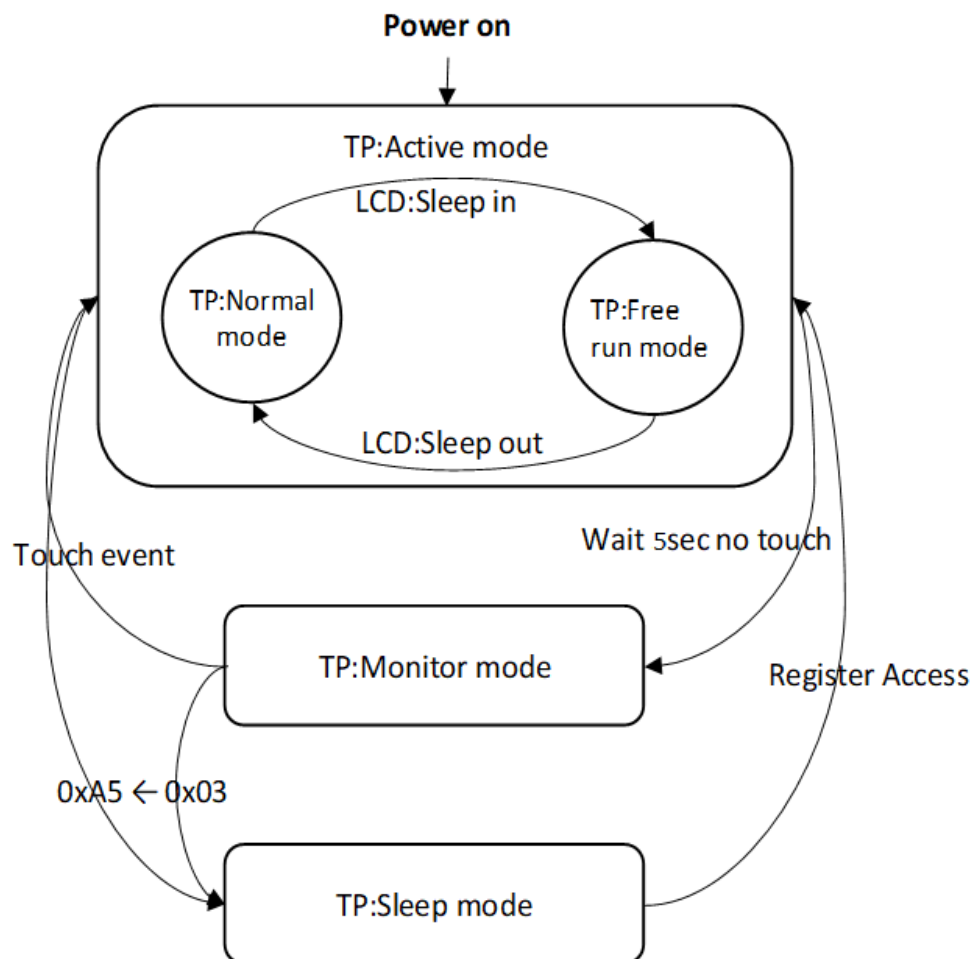 Power on
TP:Active mode
LCD:Sleep in
TP:Normal
mode
TP:Free
run mode
LCD:Sleep out
Touch event
Wait 5sec no touch
TP:Monitor mode
Register Access
0xA5 ← 0x03
TP:Sleep mode